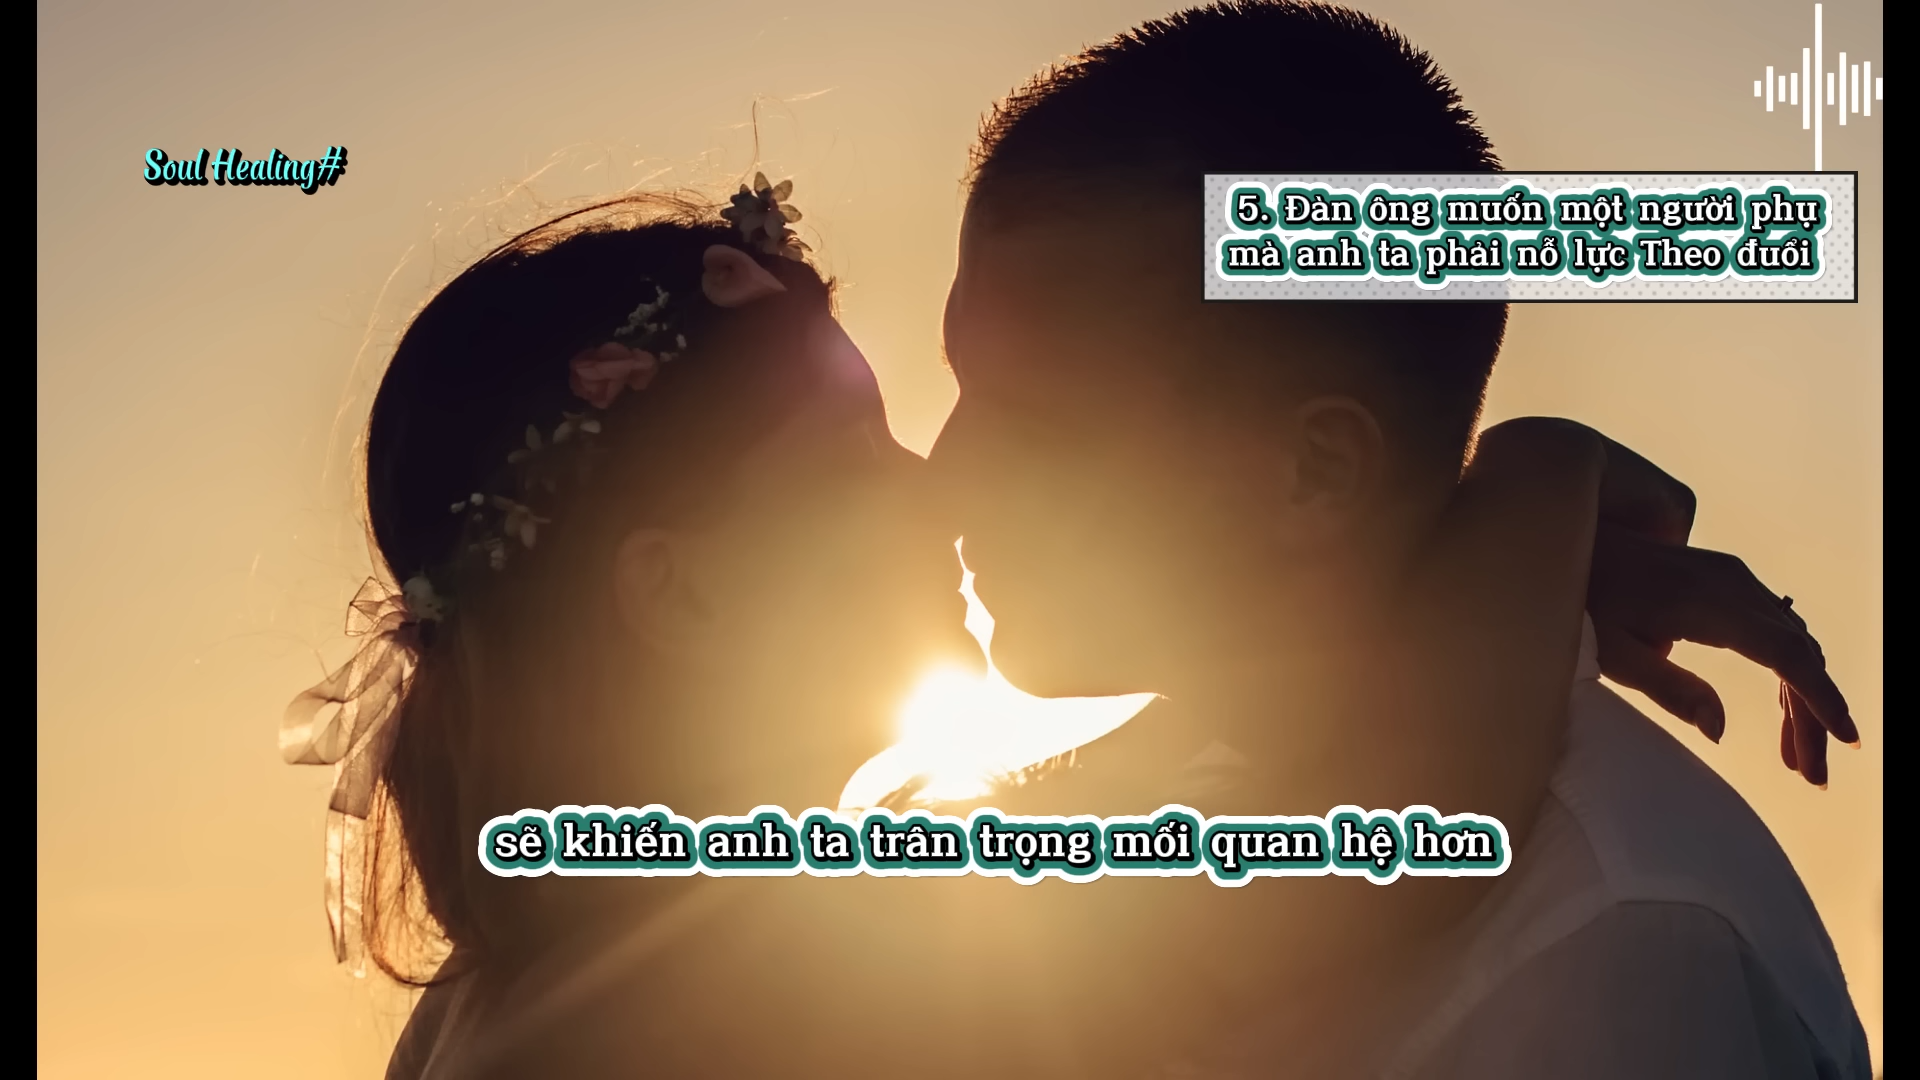 Soul Healing#
5. Đàn ông muốn một người phụ
mà anh ta phải nỗ lực Theo đuổi
sẽ khiến anh ta trân trọng mối quan hệ hơn